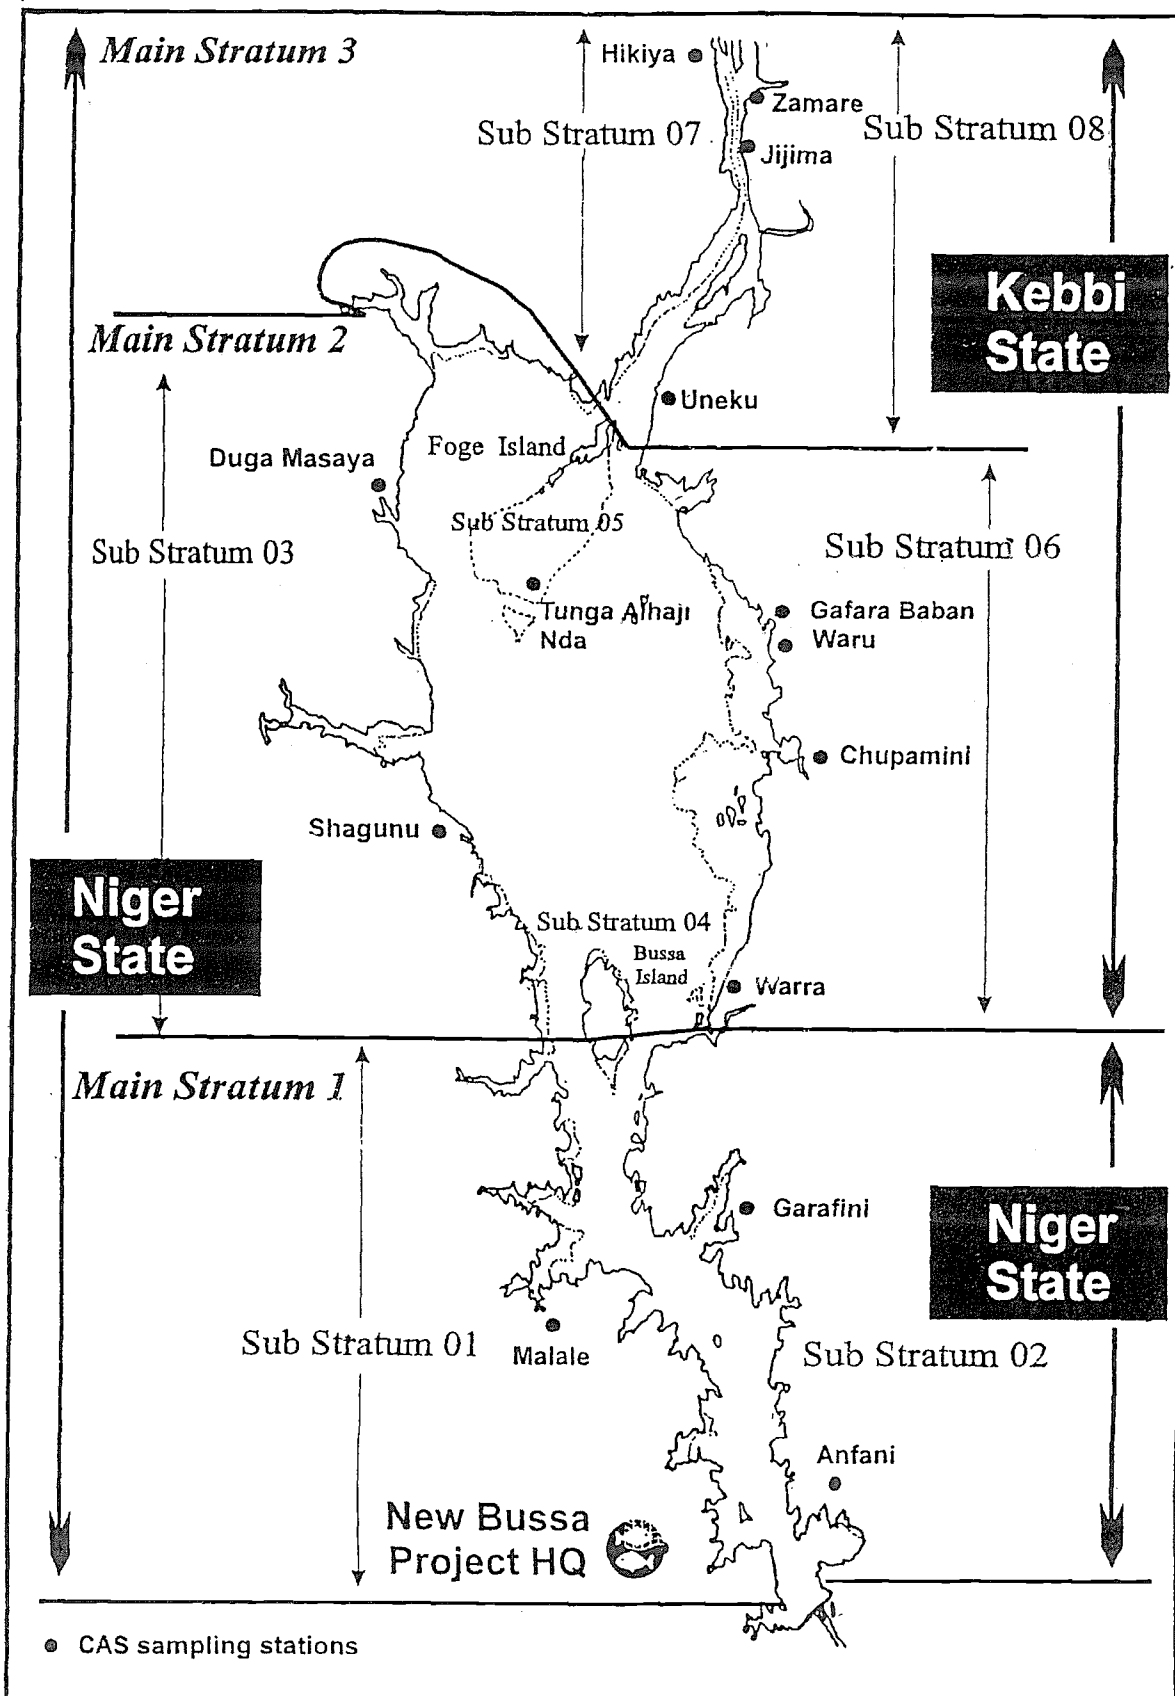 Main Stratum 3
Hikiya
Zamare
Sub Stratum 07
Sub Stratum 08
Jijima
Kebbi
State
Main Stratum 2
Uneku
Foge Island
Duga Masaya
Sub Stratum 05
Sub Stratum 03
Sub Stratum 06
Tunga Alhaji
Nda
Gafara Baban
Waru
Chupamini
Shagunu
Niger
State
Sub Stratum 04
Bussa
Island
Warra
Main Stratum 1
Garafini
Niger
State
Sub Stratum 01
Malale
Sub Stratum 02
Anfani
New Bussa
Project HQ
CAS sampling stations